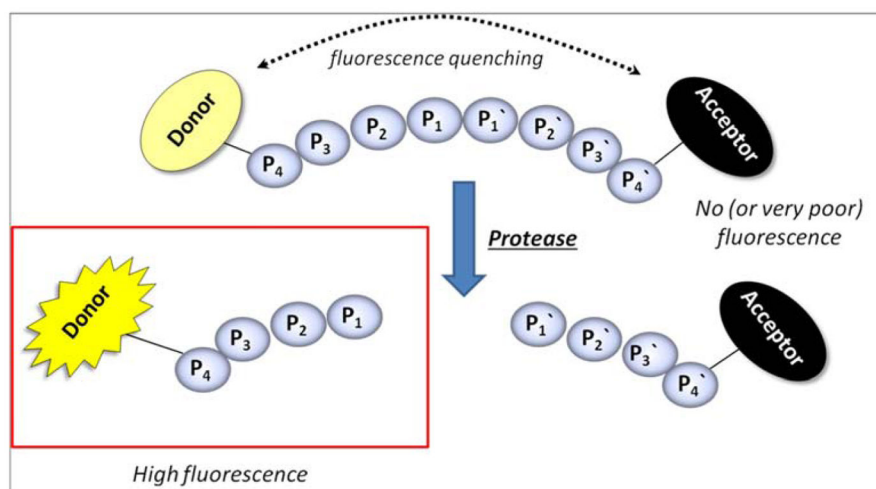 fluorescence quenching
Donor
P4
P3
P2
P1
P1`
P2`
P3`
P4`
Acceptor
No (or very poor)
fluorescence
Protease
Donor
P4
P3
P2
P1
P1`
P2`
P3`
P4`
Acceptor
High fluorescence